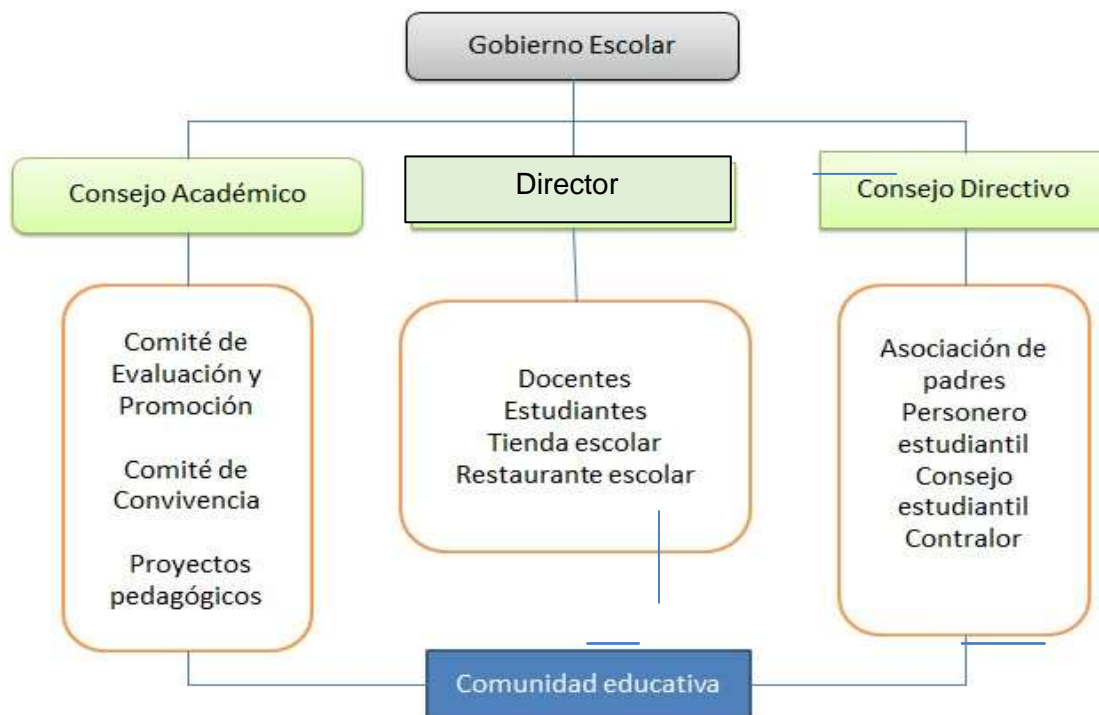 Gobierno Escolar
Consejo Académico
Director
Consejo Directivo
Comité de
Evaluación y
Promoción
Comité de
Convivencia
Proyectos
pedagógicos
Docentes
Estudiantes
Tienda escolar
Restaurante escolar
Asociación de
padres
Personero
estudiantil
Consejo
estudiantil
Contralor
Comunidad educativa